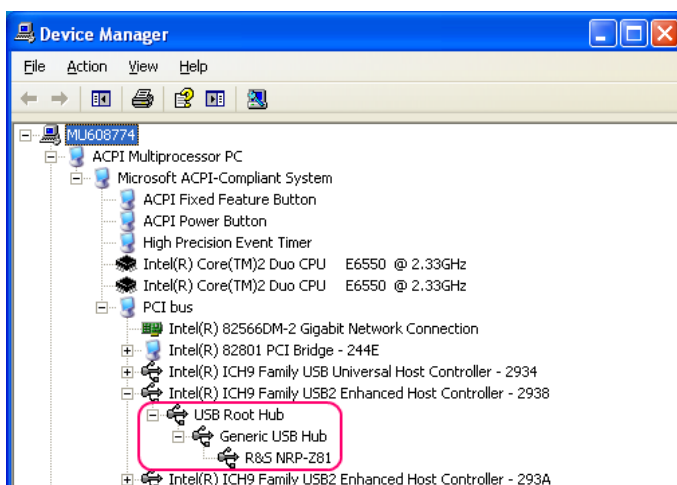 Device Manager
File Action View Help
MU608774
ACPI Multiprocessor PC
Microsoft ACPI-Compliant System
ACPI Fixed Feature Button
ACPI Power Button
High Precision Event Timer
Intel(R) Core(TM)2 Duo CPU E6550 @ 2.33GHz
Intel(R) Core(TM)2 Duo CPU E6550 @ 2.33GHz
PCI bus
Intel(R) 82566DM-2 Gigabit Network Connection
Intel(R) 82801 PCI Bridge - 244E
Intel(R) ICH9 Family USB Universal Host Controller - 2934
Intel(R) ICH9 Family USB2 Enhanced Host Controller - 2938
USB Root Hub
Generic USB Hub
R&S NRP-Z81
Intel(R) ICH9 Family USB2 Enhanced Host Controller - 293A